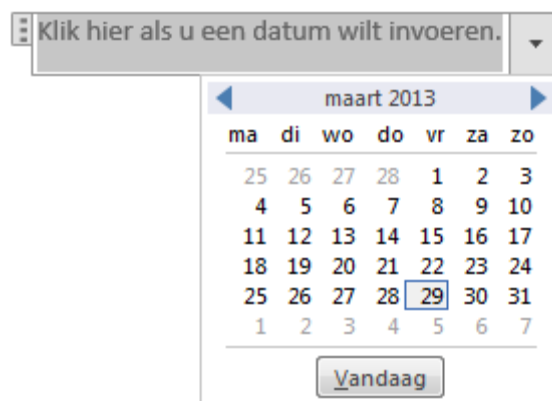 Klik hier als u een datum wilt invoeren.
maart 2013
ma di wo do vr za zo
25 26 27 28 1 2 3
4 5 6 7 8 9 10
11 12 13 14 15 16 17
18 19 20 21 22 23 24
25 26 27 28 29 30 31
1 2 3 4 5 6 7
Vandaag